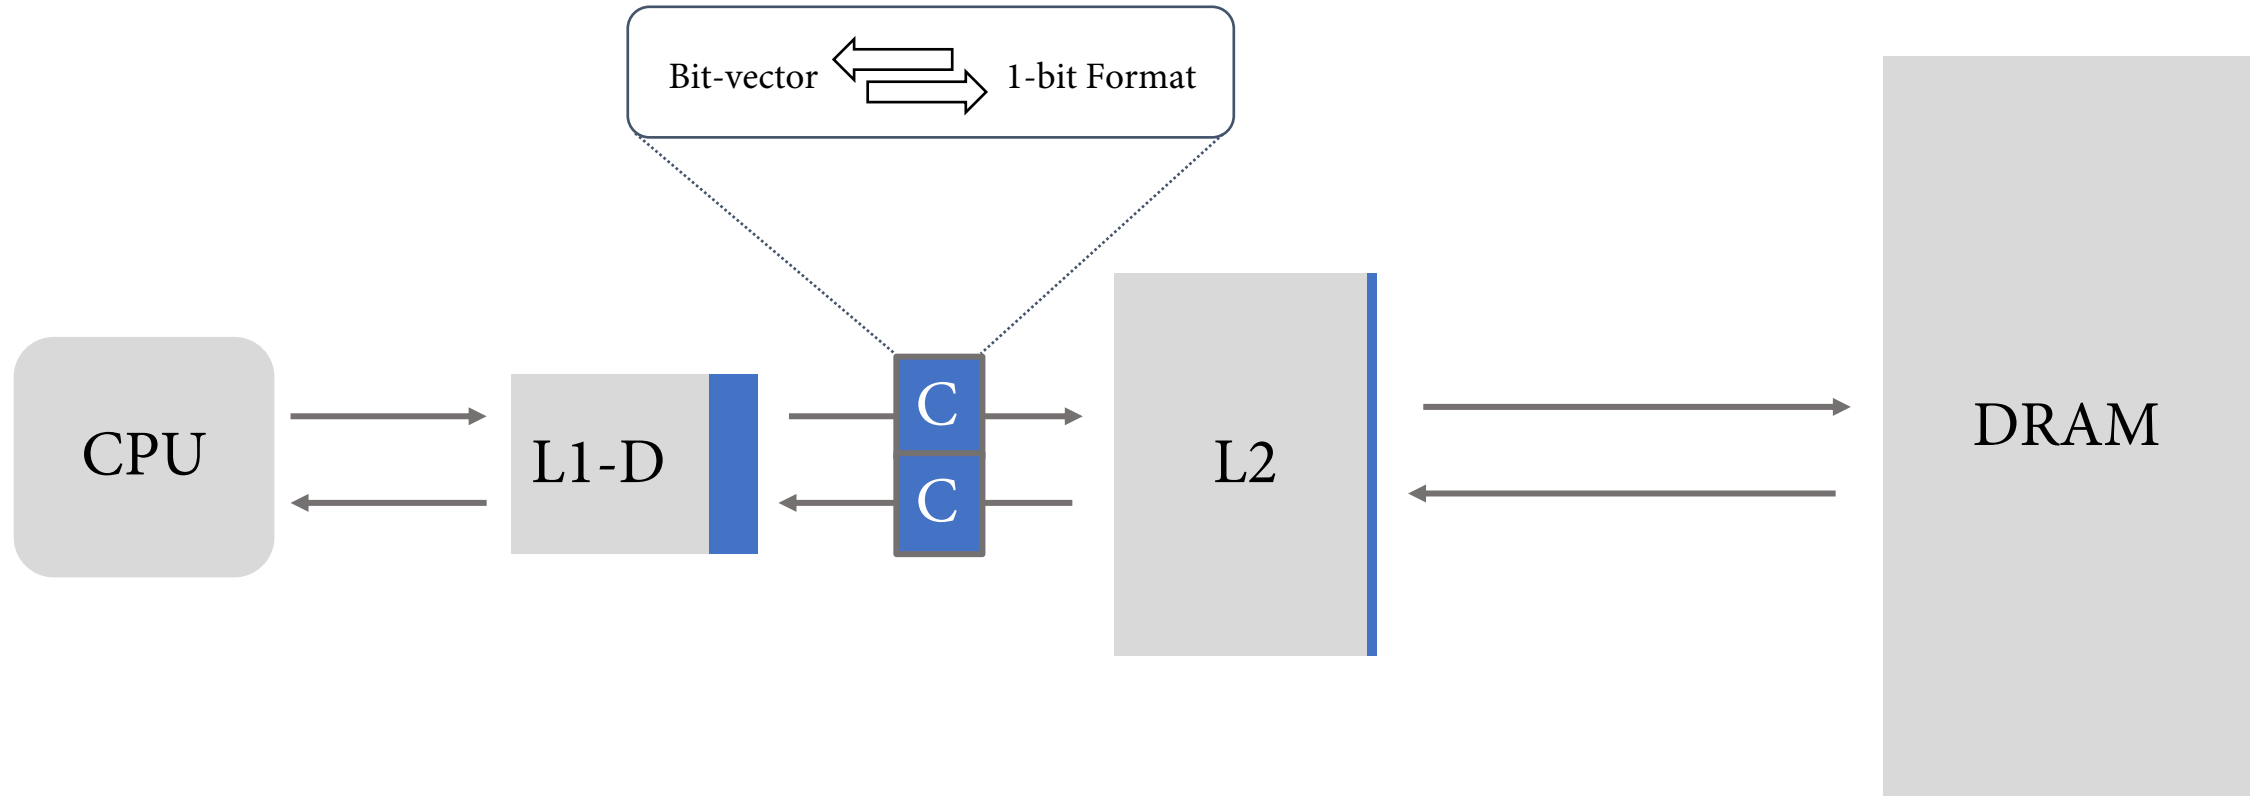 Bit-vector 1-bit Format
CPU
L1-D
C
C
L2
DRAM